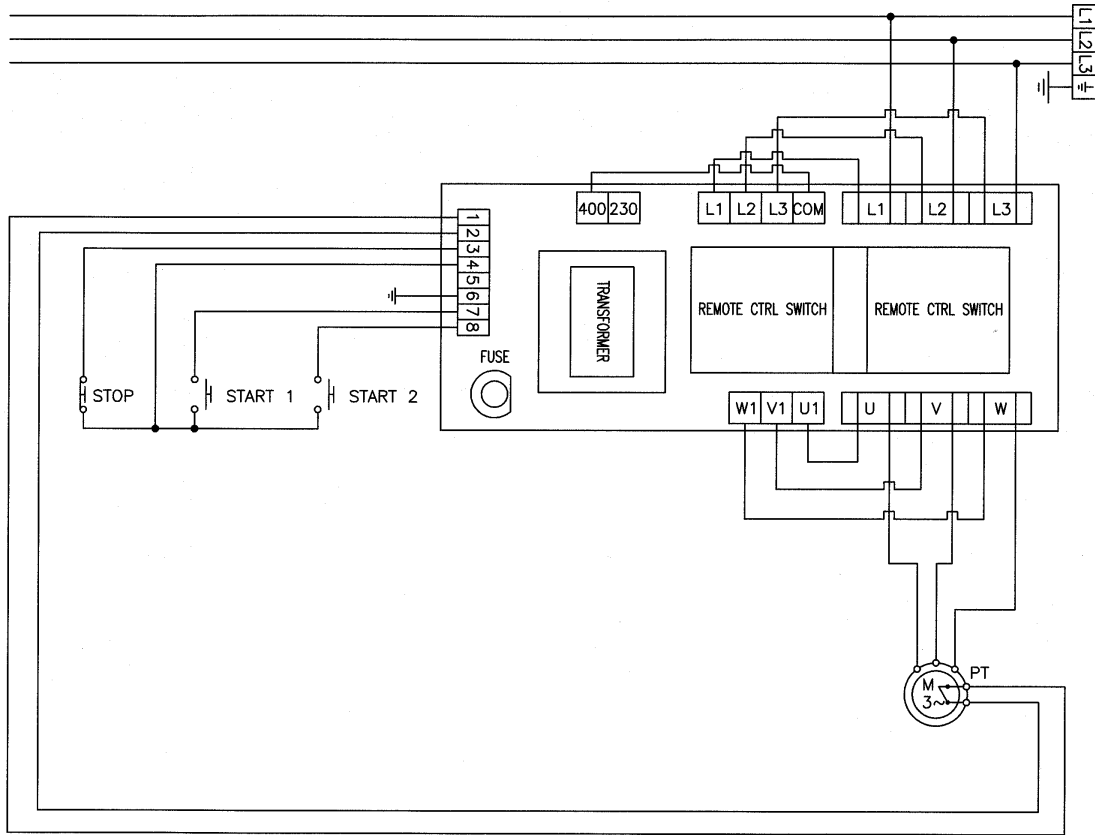 L1
L2
L3
400 230
L1 L2 L3 COM
L1 L2 L3
1
2
3
4
5
6
7
8
TRANSFORMER
REMOTE CTRL SWITCH
REMOTE CTRL SWITCH
FUSE
STOP
START 1
START 2
W1 V1 U1
U V W
PT
M
3~